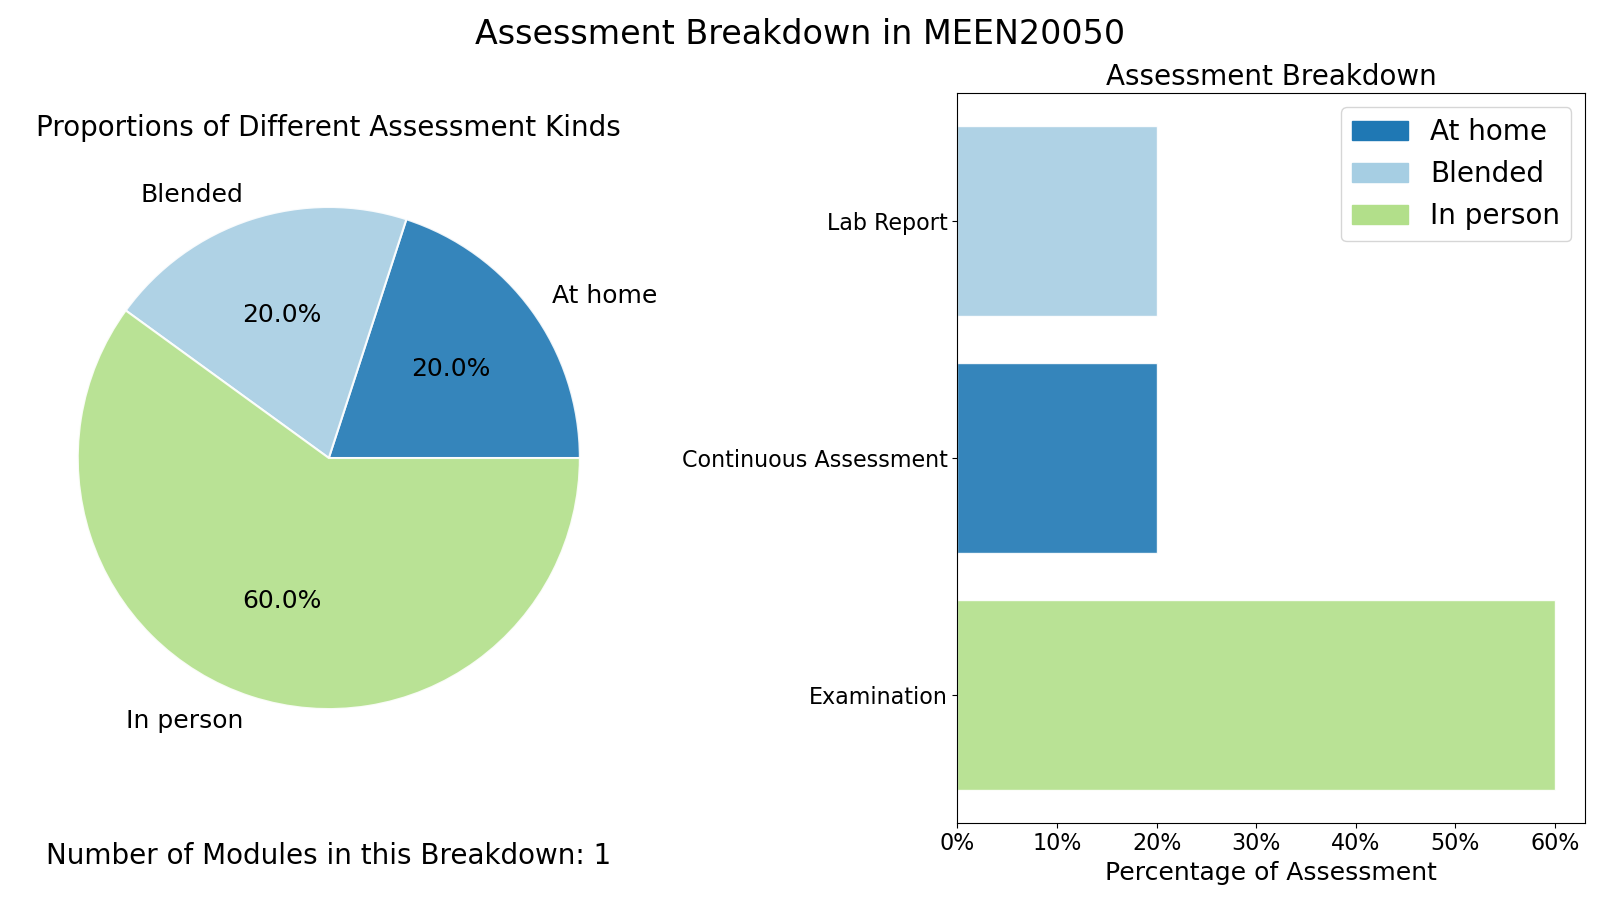 Assessment Breakdown in MEEN20050
Proportions of Different Assessment Kinds
Blended
At home
20.0%
20.0%
60.0%
In person
Number of Modules in this Breakdown: 1
Assessment Breakdown
At home
Blended
In person
Lab Report
Continuous Assessment
Examination
0% 10% 20% 30% 40% 50% 60%
Percentage of Assessment